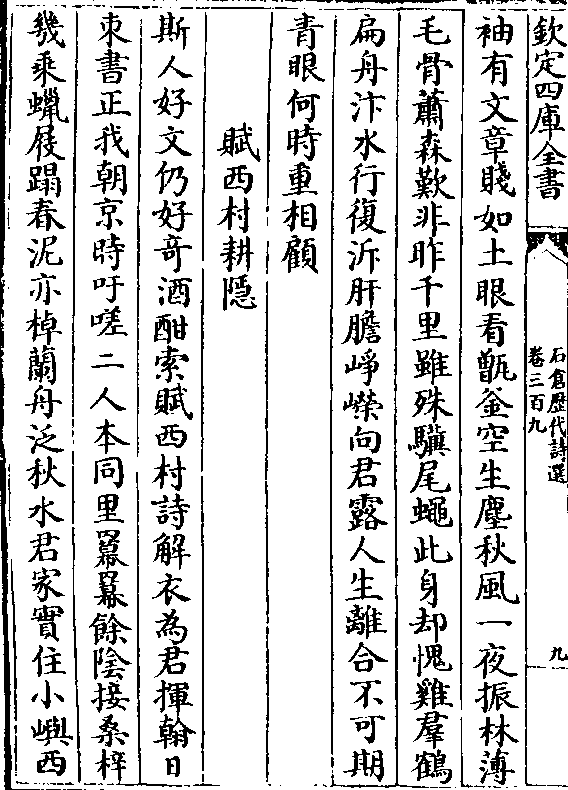 欽定四庫全書
石倉歴代詩選
卷三百九
九
袖有文章賤如土眼看甑釜空生塵秋風一夜振林薄
毛骨蕭森歎非昨千里雖殊驥尾蠅此身却愧雞羣鶴
扁舟汴水行復泝肝膽崢嶸向君露人生離合不可期
青眼何時重相顧
賦西村耕隱
斯人好文仍好奇酒酣索賦西村詩解衣為君揮翰日
朿書正我朝京時吁嗟二人本同里羃羃餘陰接桑梓
幾乘蠟屐蹋春泥亦棹蘭舟泛秋水君家實住小嶼西